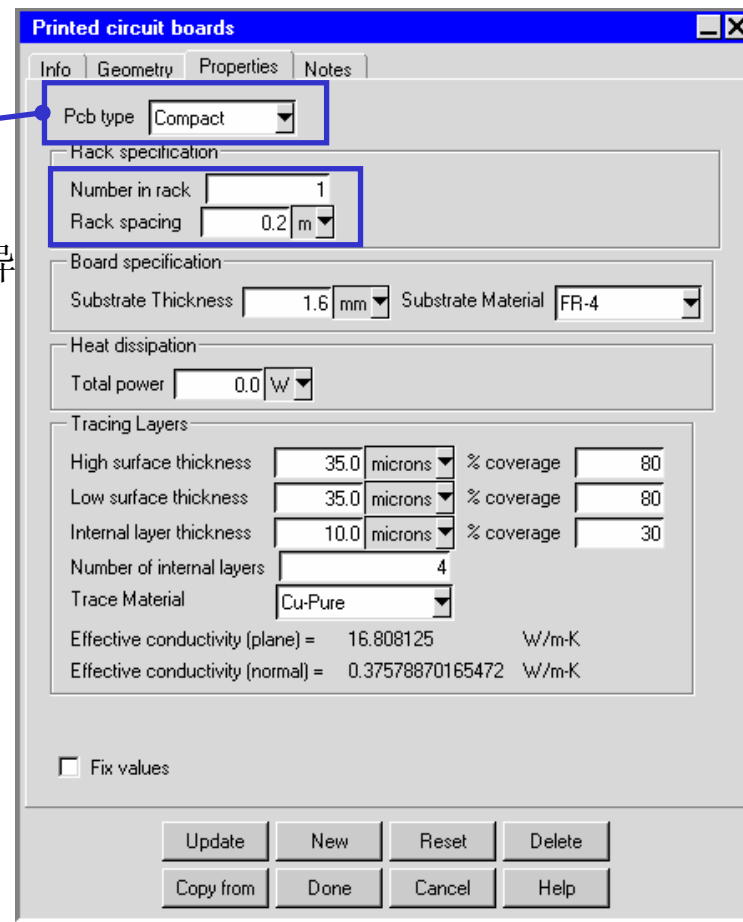 Printed circuit boards
Info Geometry Properties Notes
Pcb type Compact
Rack specification
Number in rack 1
Rack spacing 0.2 m
Board specification
Substrate Thickness 1.6 mm Substrate Material FR-4
Heat dissipation
Total power 0.0 W
Tracing Layers
High surface thickness 35.0 microns % coverage 80
Low surface thickness 35.0 microns % coverage 80
Internal layer thickness 10.0 microns % coverage 30
Number of internal layers 4
Trace Material Cu-Pure
Effective conductivity (plane) = 16.808125 W/m-K
Effective conductivity (normal) = 0.37578870165472 W/m-K
Fix values
Update New Reset Delete
Copy from Done Cancel Help